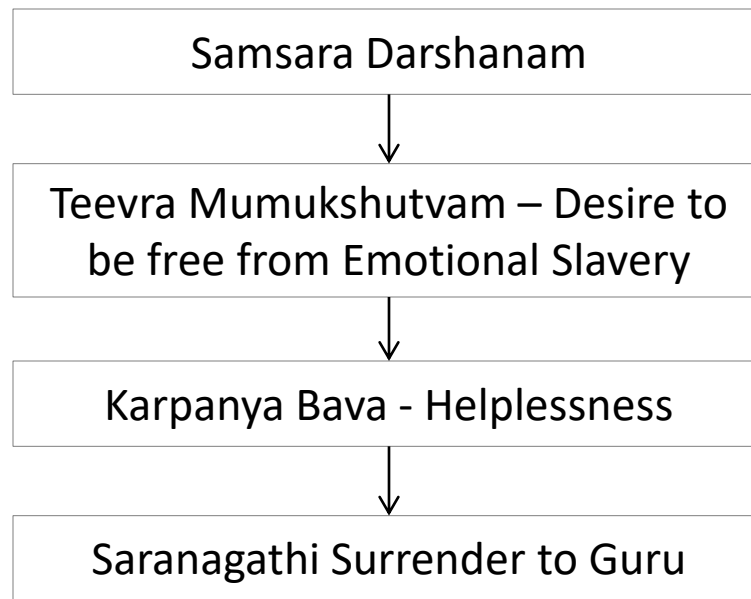 Samsara Darshanam
Teevra Mumukshutvam – Desire to
be free from Emotional Slavery
Karpanya Bava - Helplessness
Saranagathi Surrender to Guru